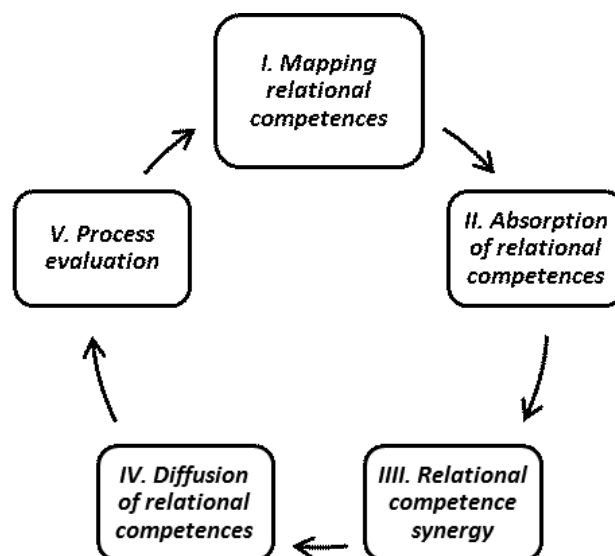 I. Mapping
relational
competences
II. Absorption
of relational
competences
IIII. Relational
competence
synergy
IV. Diffusion
of relational
competences
V. Process
evaluation